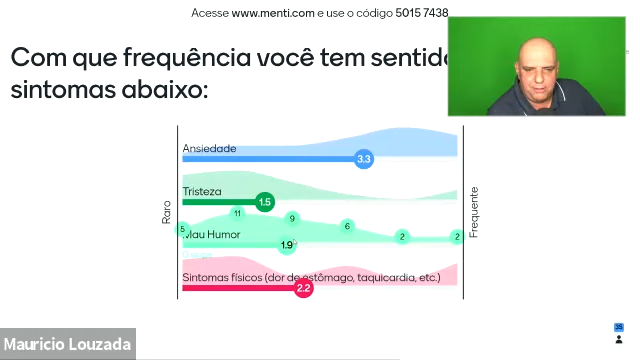 Acesse www.menti.com e use o código 5015 7438
Com que frequência você tem sentido
sintomas abaixo:
Ansiedade
3.3
Tristeza
1.5
Raro
Frequente
5
11
9
6
2
2
Mau Humor
1.9
Sintomas físicos (dor de estômago, taquicardia, etc.)
2.2
35
Mauricio Louzada